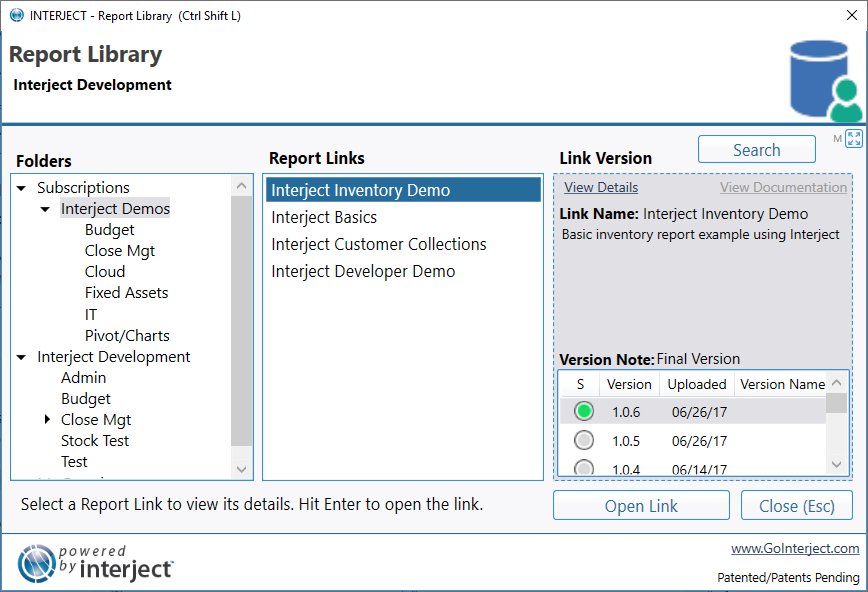 INTERJECT - Report Library (Ctrl Shift L)
Report Library
Interject Development
M
Search
Folders
Subscriptions
Interject Demos
Budget
Close Mgt
Cloud
Fixed Assets
IT
Pivot/Charts
Interject Development
Admin
Budget
Close Mgt
Stock Test
Test
Report Links
Interject Inventory Demo
Interject Basics
Interject Customer Collections
Interject Developer Demo
Link Version
View Details View Documentation
Link Name: Interject Inventory Demo
Basic inventory report example using Interject
Version Note: Final Version
S Version Uploaded Version Name
1.0.6 06/26/17
1.0.5 06/26/17
1.0.4 06/14/17
Select a Report Link to view its details. Hit Enter to open the link.
Open Link Close (Esc)
powered
by interject™
www.GoInterject.com
Patented/Patents Pending